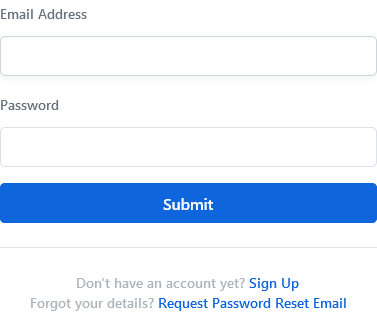 Email Address
Password
Submit
Don't have an account yet? Sign Up
Forgot your details? Request Password Reset Email